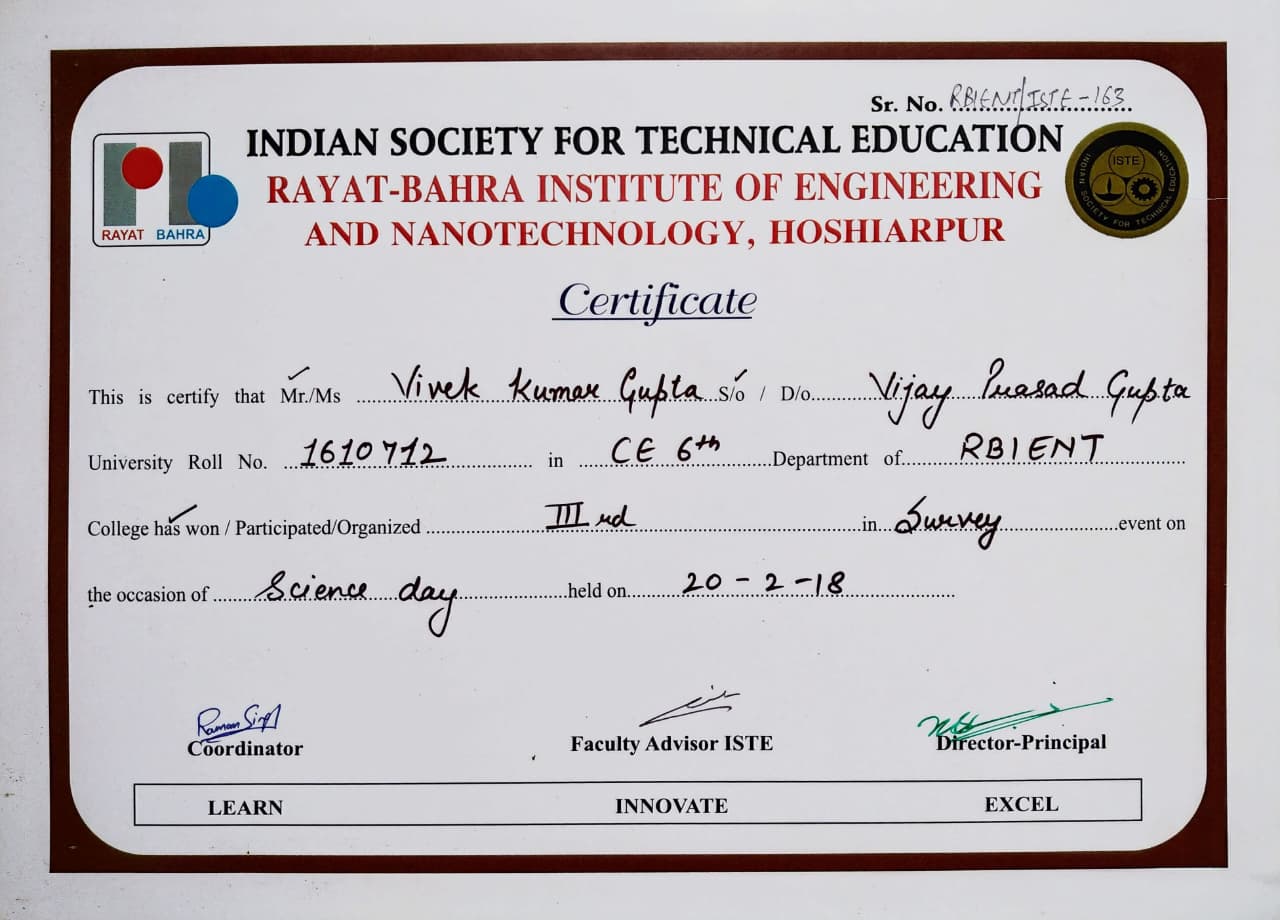 Sr. No. RBIENT/ISTE-163
INDIAN SOCIETY FOR TECHNICAL EDUCATION
RAYAT-BAHRA INSTITUTE OF ENGINEERING
AND NANOTECHNOLOGY, HOSHIARPUR
RAYAT BAHRA
ISTE
INDIAN SOCIETY FOR TECHNICAL EDUCATION
Certificate
This is certify that Mr./Ms Vivek Kumar Gupta S/o / D/o Vijay Prasad Gupta
University Roll No. 1610712 in CE 6th Department of RBIENT
College has won / Participated/Organized IIIrd in Survey event on
the occasion of Science day held on 20-2-18
Raman Singh
Coordinator Faculty Advisor ISTE Director-Principal
LEARN INNOVATE EXCEL